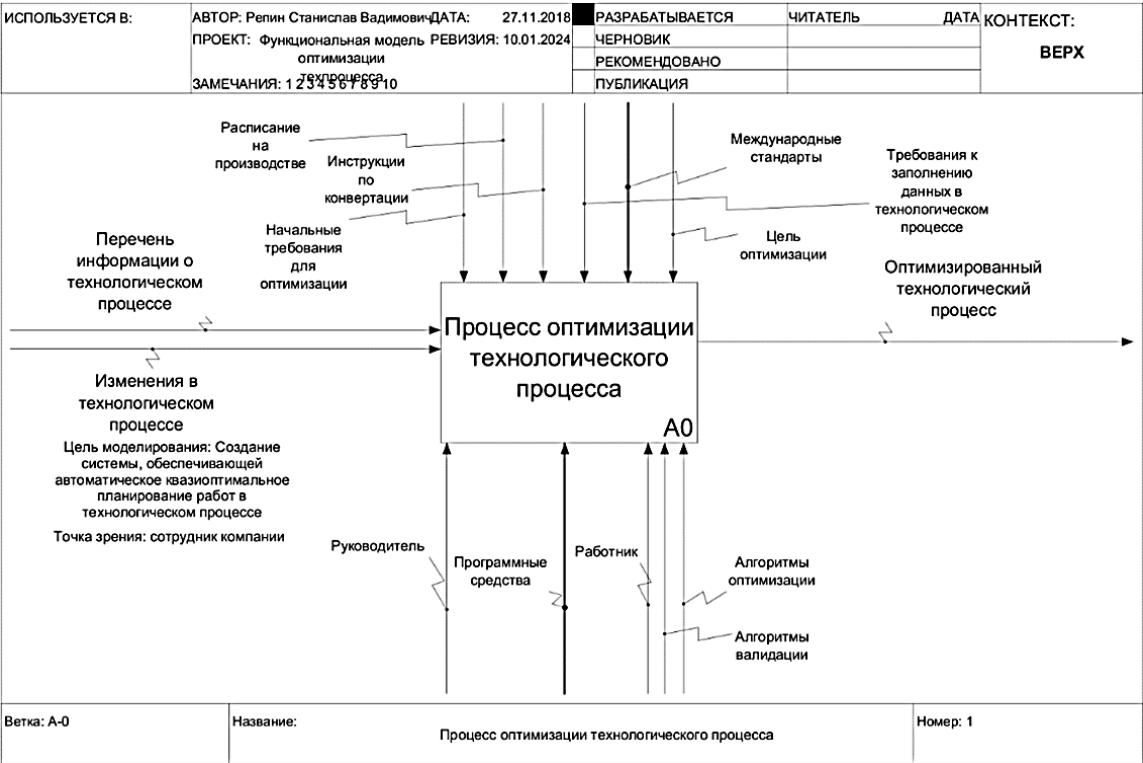 ИСПОЛЬЗУЕТСЯ В:
АВТОР: Репин Станислав Вадимович
ДАТА: 27.11.2018
РАЗРАБАТЫВАЕТСЯ
ЧИТАТЕЛЬ
ДАТА
КОНТЕКСТ:
ПРОЕКТ: Функциональная модель
оптимизации
техпроцесса
РЕВИЗИЯ: 10.01.2024
ЧЕРНОВИК
ВЕРХ
РЕКОМЕНДОВАНО
ЗАМЕЧАНИЯ: 1 2 3 4 5 6 7 8 9 10
ПУБЛИКАЦИЯ
Расписание
на
производстве
Инструкции
по
конвертации
Начальные
требования
для
оптимизации
Международные
стандарты
Требования к
заполнению
данных в
технологическом
процессе
Цель
оптимизации
Перечень
информации о
технологическом
процессе
Оптимизированный
технологический
процесс
Процесс оптимизации
технологического
процесса
A0
Изменения в
технологическом
процессе
Цель моделирования: Создание
системы, обеспечивающей
автоматическое квазиоптимальное
планирование работ в
технологическом процессе
Точка зрения: сотрудник компании
Руководитель
Программные
средства
Работник
Алгоритмы
оптимизации
Алгоритмы
валидации
Ветка: A-0
Название:
Процесс оптимизации технологического процесса
Номер: 1